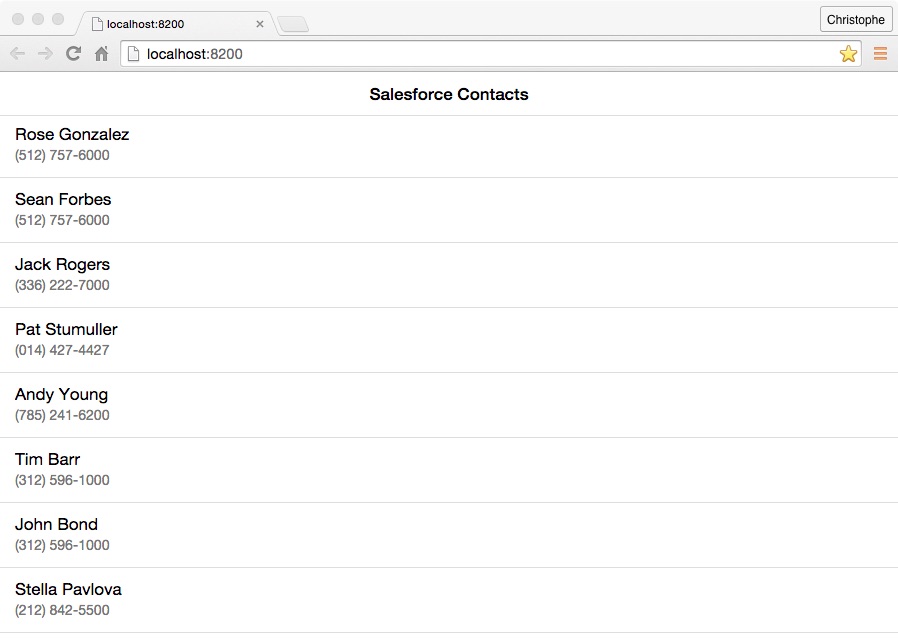 localhost:8200
Christophe
localhost:8200
Salesforce Contacts
Rose Gonzalez
(512) 757-6000
Sean Forbes
(512) 757-6000
Jack Rogers
(336) 222-7000
Pat Stumuller
(014) 427-4427
Andy Young
(785) 241-6200
Tim Barr
(312) 596-1000
John Bond
(312) 596-1000
Stella Pavlova
(212) 842-5500